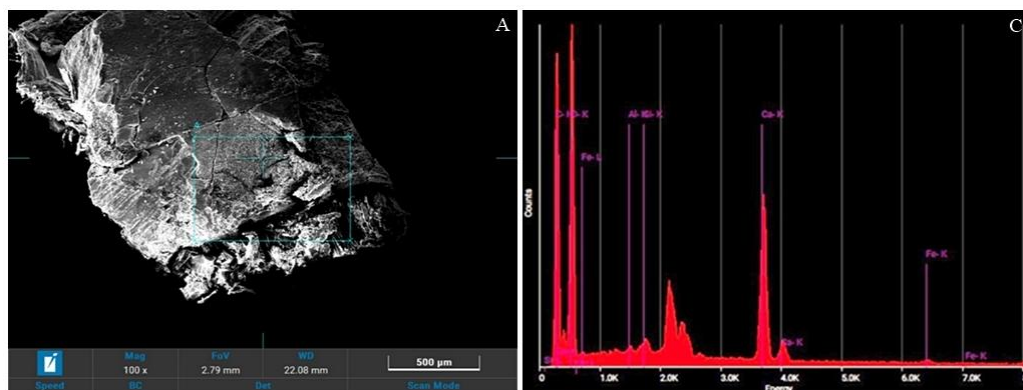 A
A
Mag
FoV
WD
100 x
2.79 mm
22.08 mm
500 µm
Speed
BC
Det
Scan Mode
C
Counts
Fe-L
Ca-K
Fe-K
Ca-K
Fe-K
0
1.0K
2.0K
3.0K
4.0K
5.0K
6.0K
7.0K
Energy